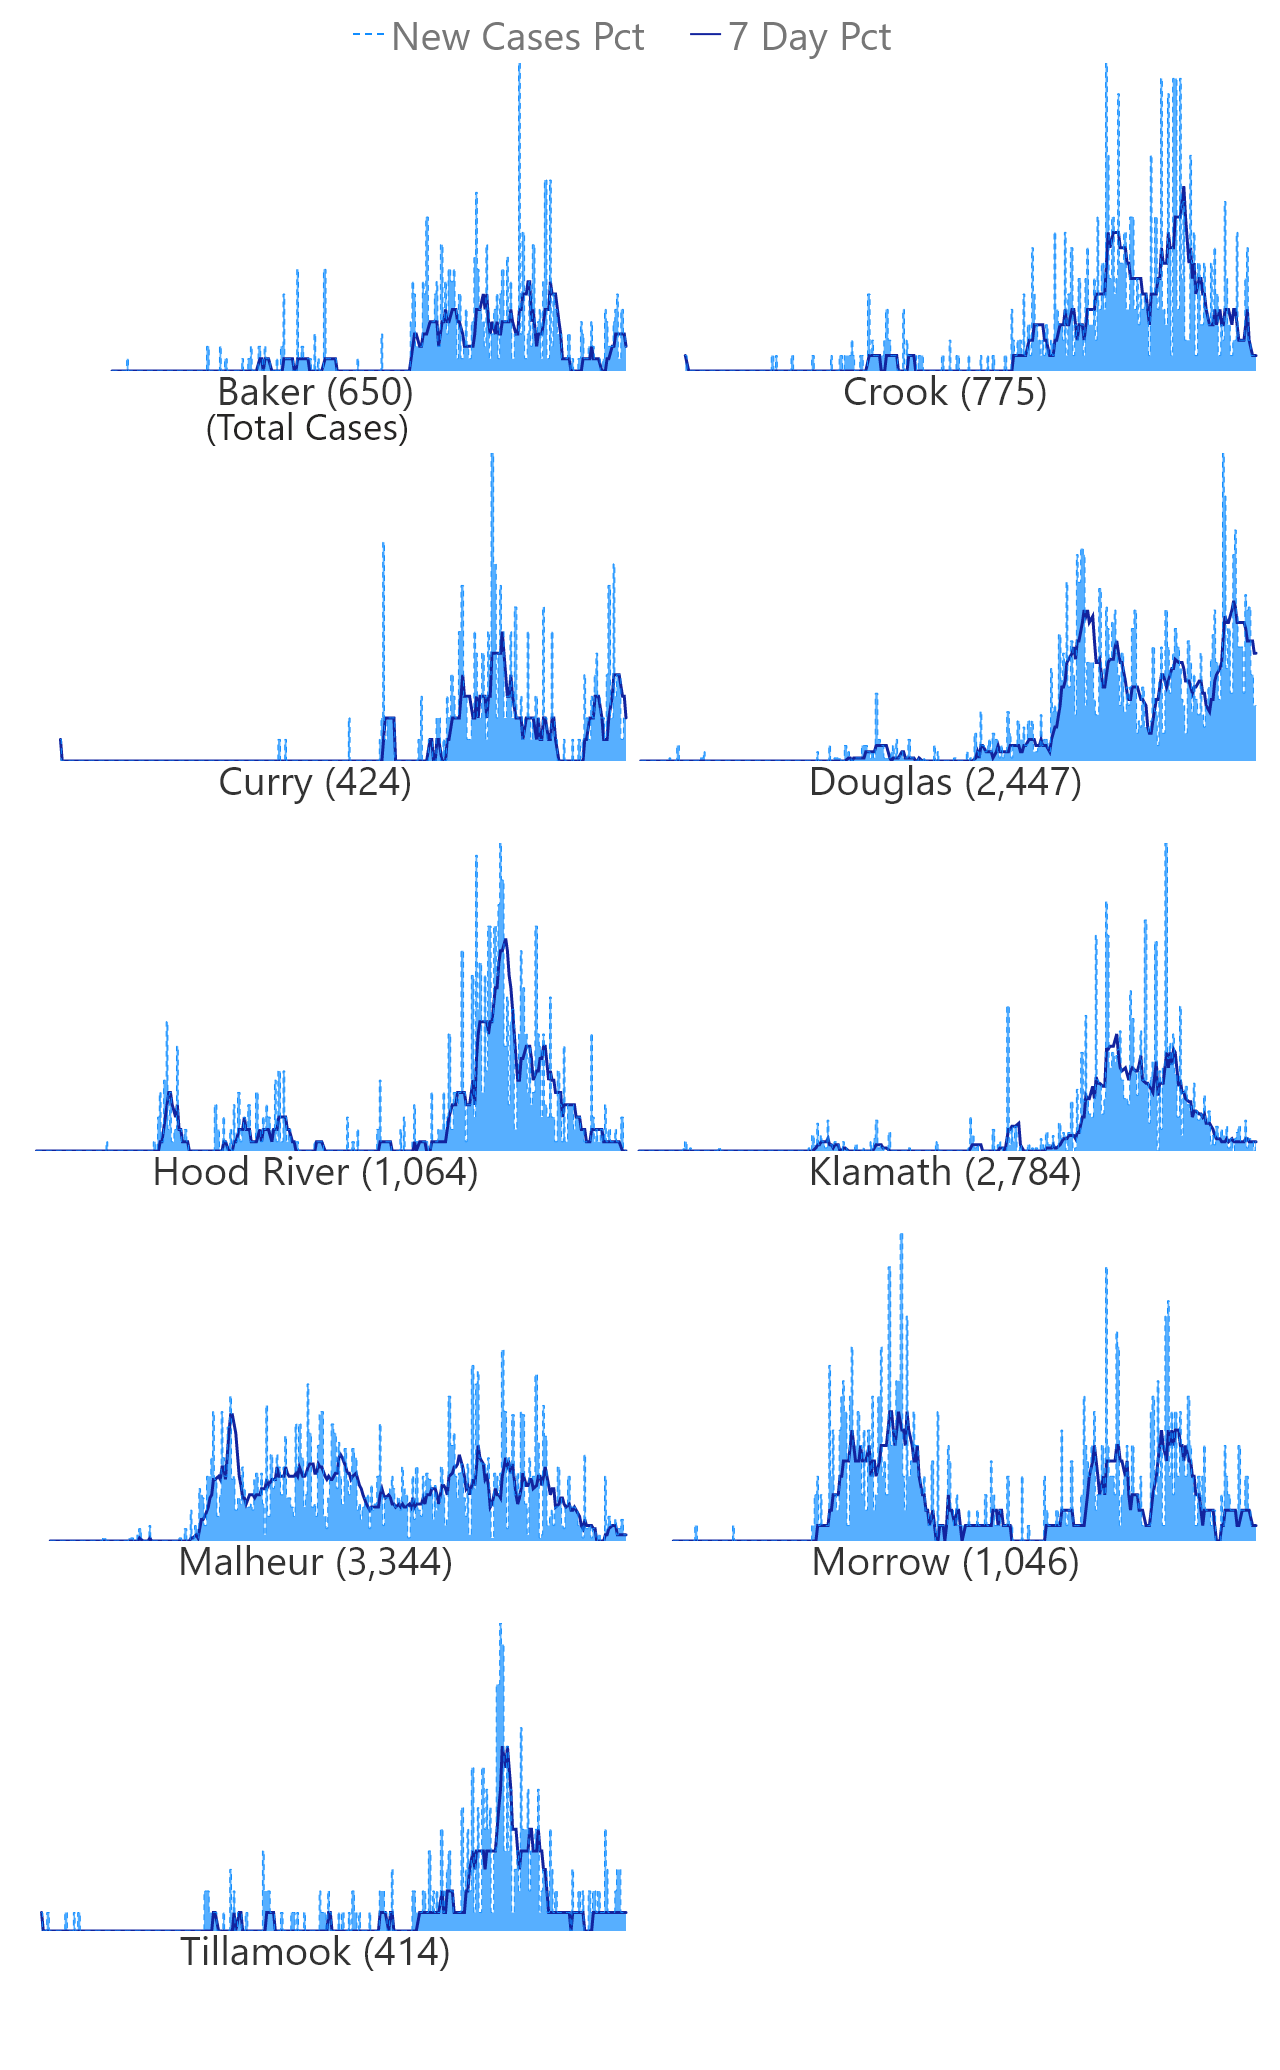 New Cases Pct 7 Day Pct
Baker (650) Crook (775)
(Total Cases)
Curry (424) Douglas (2,447)
Hood River (1,064) Klamath (2,784)
Malheur (3,344) Morrow (1,046)
Tillamook (414)